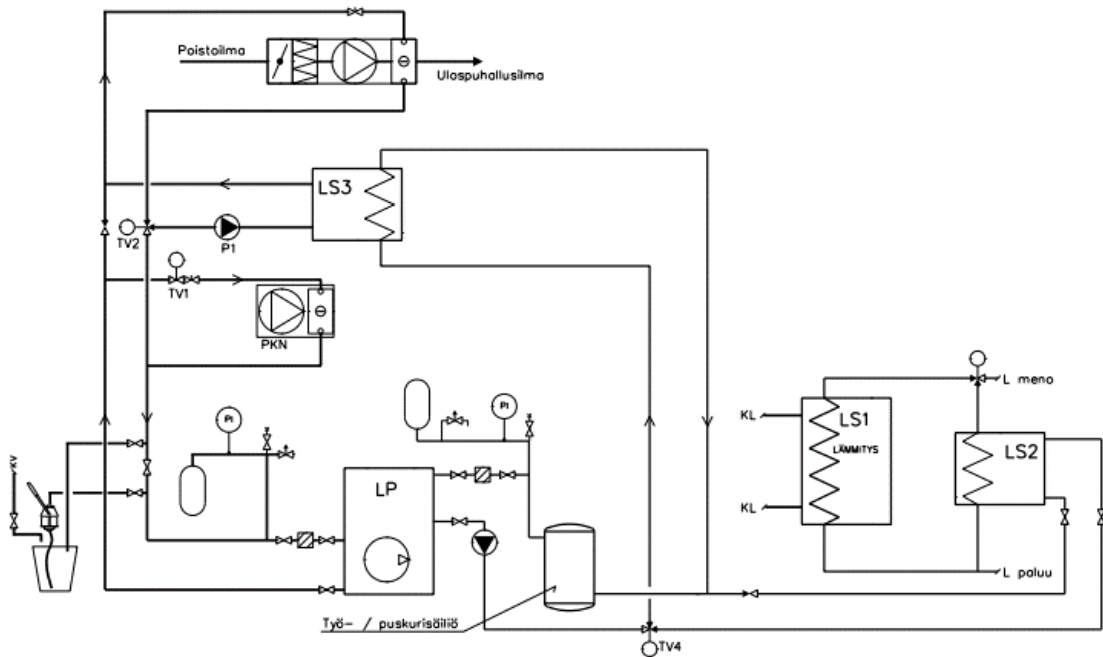 Poistoilma
Ulospuhallusilma
LS3
TV2
P1
TV1
PKN
PI
PI
KV
LP
Työ- / puskurisäiliö
TV4
KL
LS1
LÄMMITYS
KL
L meno
LS2
L paluu